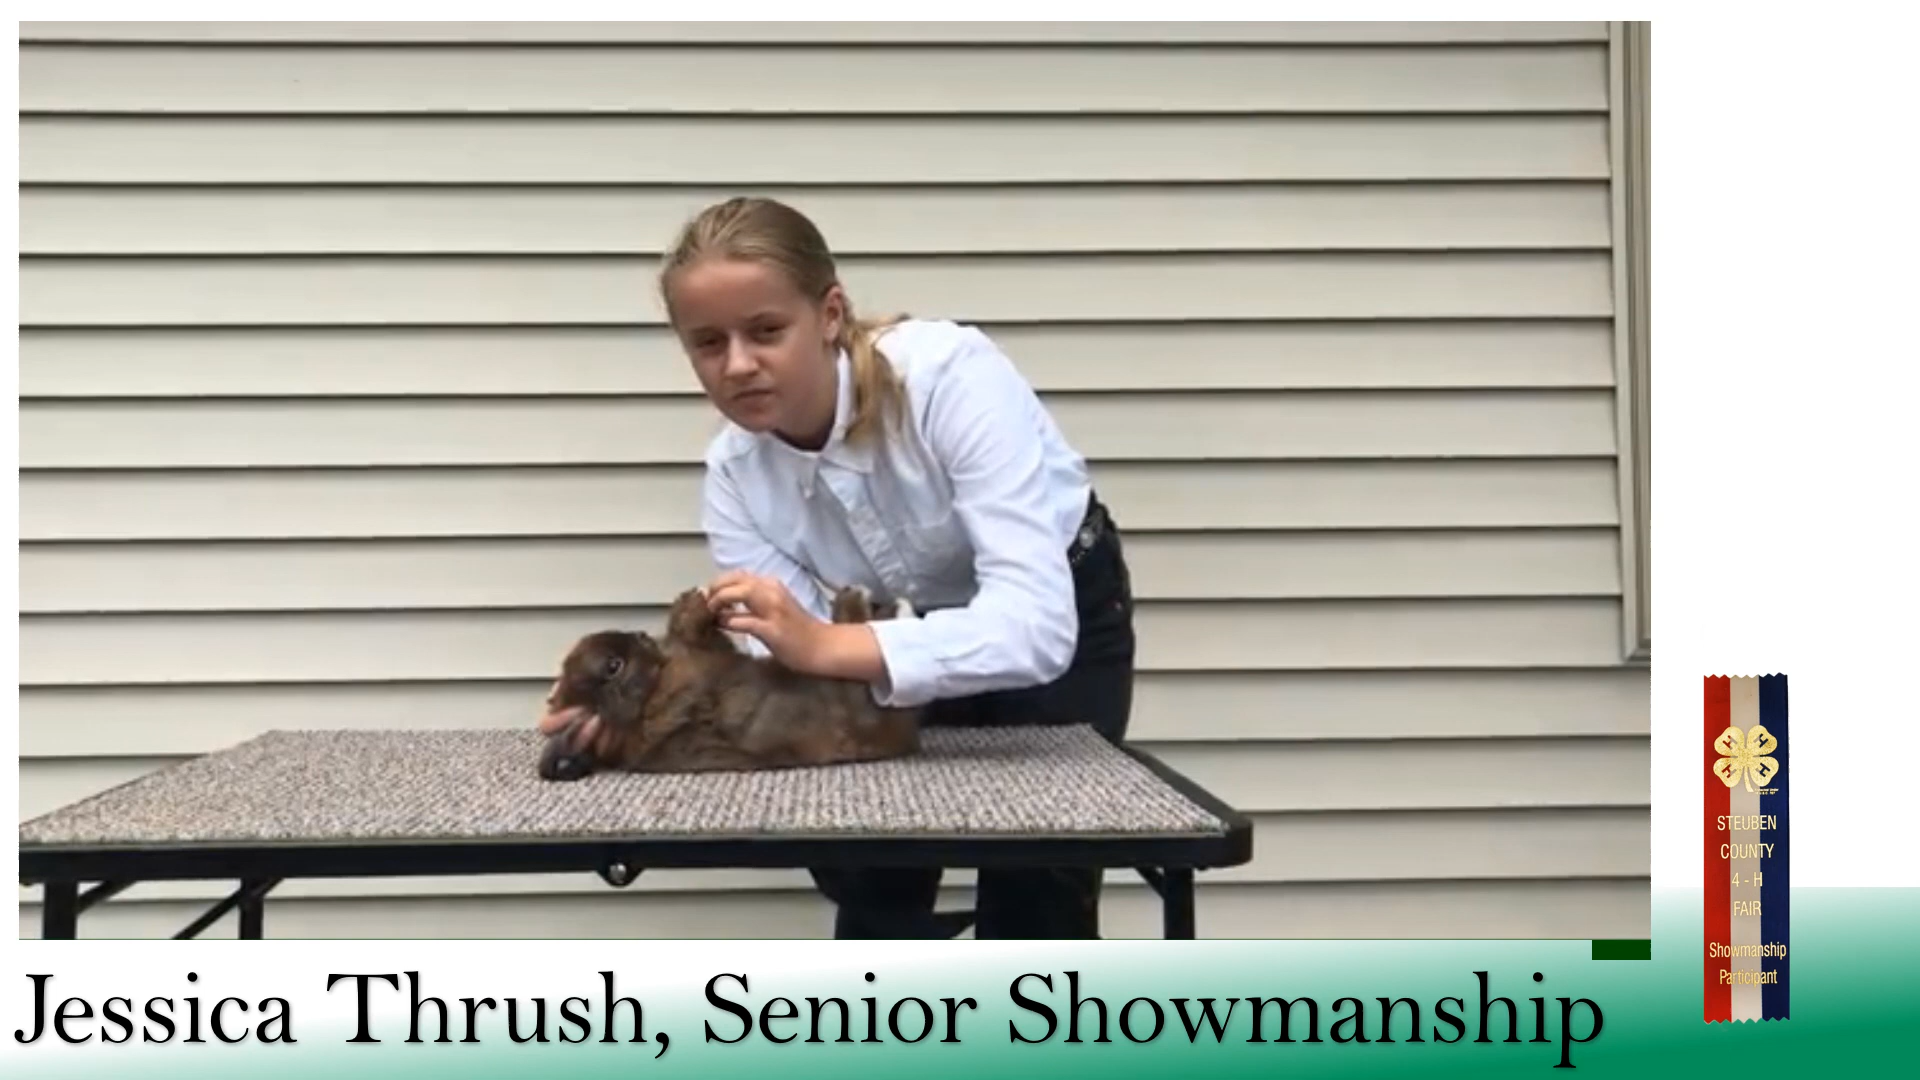 STEUBEN
COUNTY
4 - H
FAIR
Showmanship
Participant
Jessica Thrush, Senior Showmanship